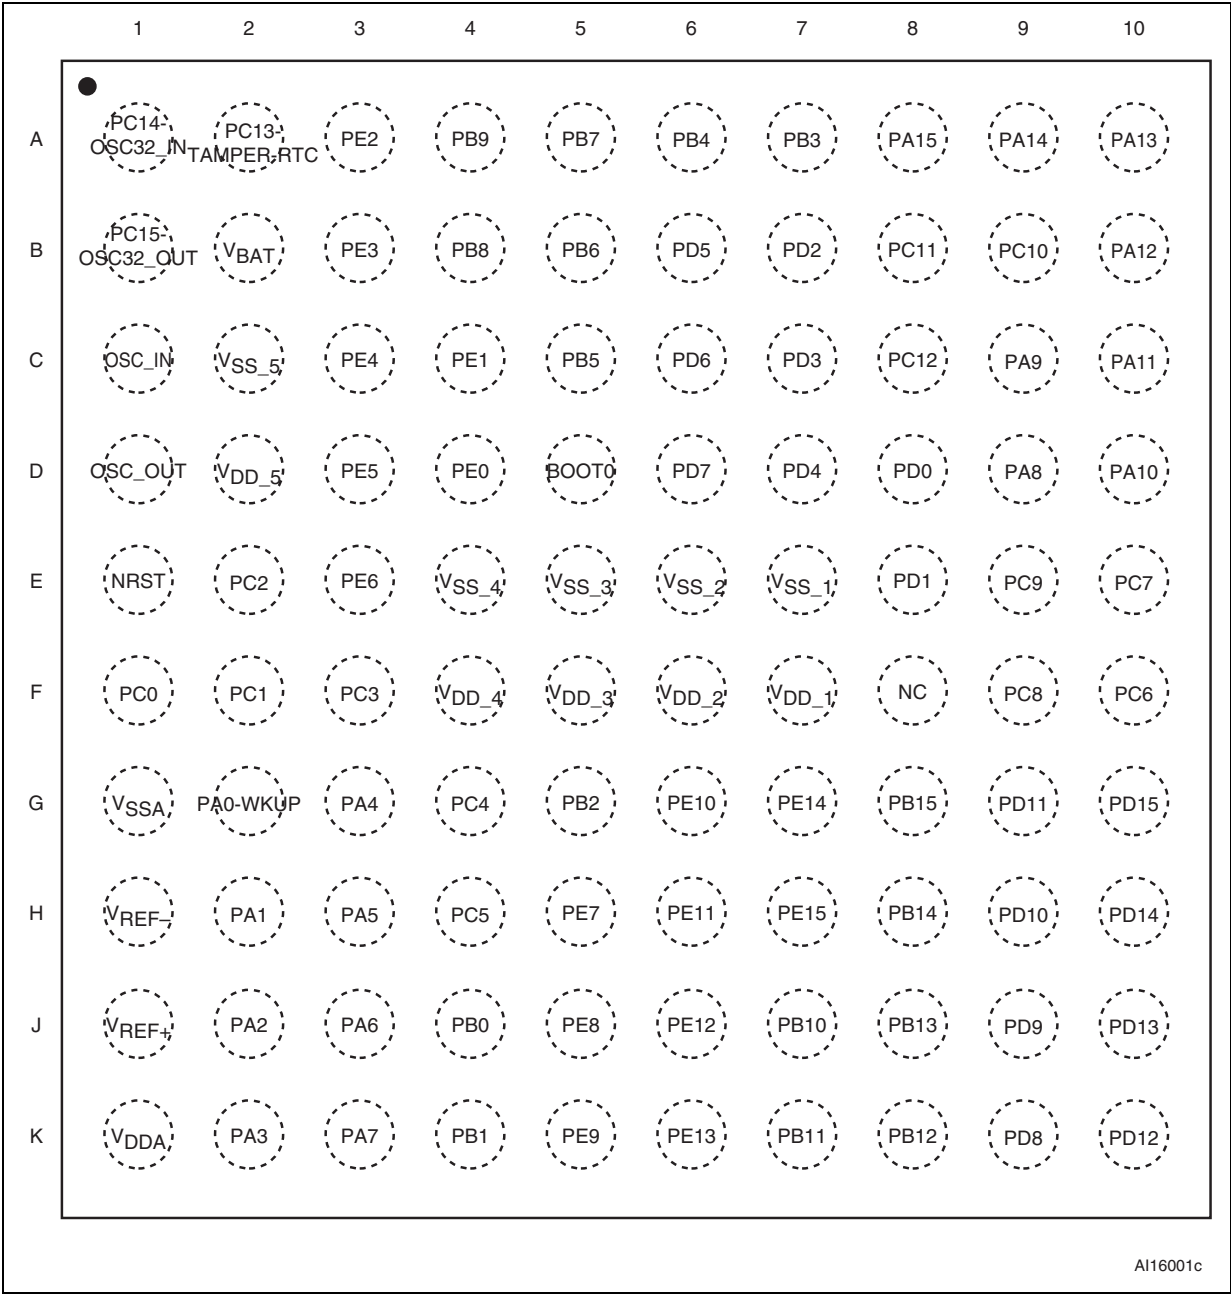 1 2 3 4 5 6 7 8 9 10
A PC14-OSC32_IN PC13-TAMPER-RTC PE2 PB9 PB7 PB4 PB3 PA15 PA14 PA13
B PC15-OSC32_OUT VBAT PE3 PB8 PB6 PD5 PD2 PC11 PC10 PA12
C OSC_IN VSS_5 PE4 PE1 PB5 PD6 PD3 PC12 PA9 PA11
D OSC_OUT VDD_5 PE5 PE0 BOOT0 PD7 PD4 PD0 PA8 PA10
E NRST PC2 PE6 VSS_4 VSS_3 VSS_2 VSS_1 PD1 PC9 PC7
F PC0 PC1 PC3 VDD_4 VDD_3 VDD_2 VDD_1 NC PC8 PC6
G VSSA PA0-WKUP PA4 PC4 PB2 PE10 PE14 PB15 PD11 PD15
H VREF– PA1 PA5 PC5 PE7 PE11 PE15 PB14 PD10 PD14
J VREF+ PA2 PA6 PB0 PE8 PE12 PB10 PB13 PD9 PD13
K VDDA PA3 PA7 PB1 PE9 PE13 PB11 PB12 PD8 PD12
AI16001c